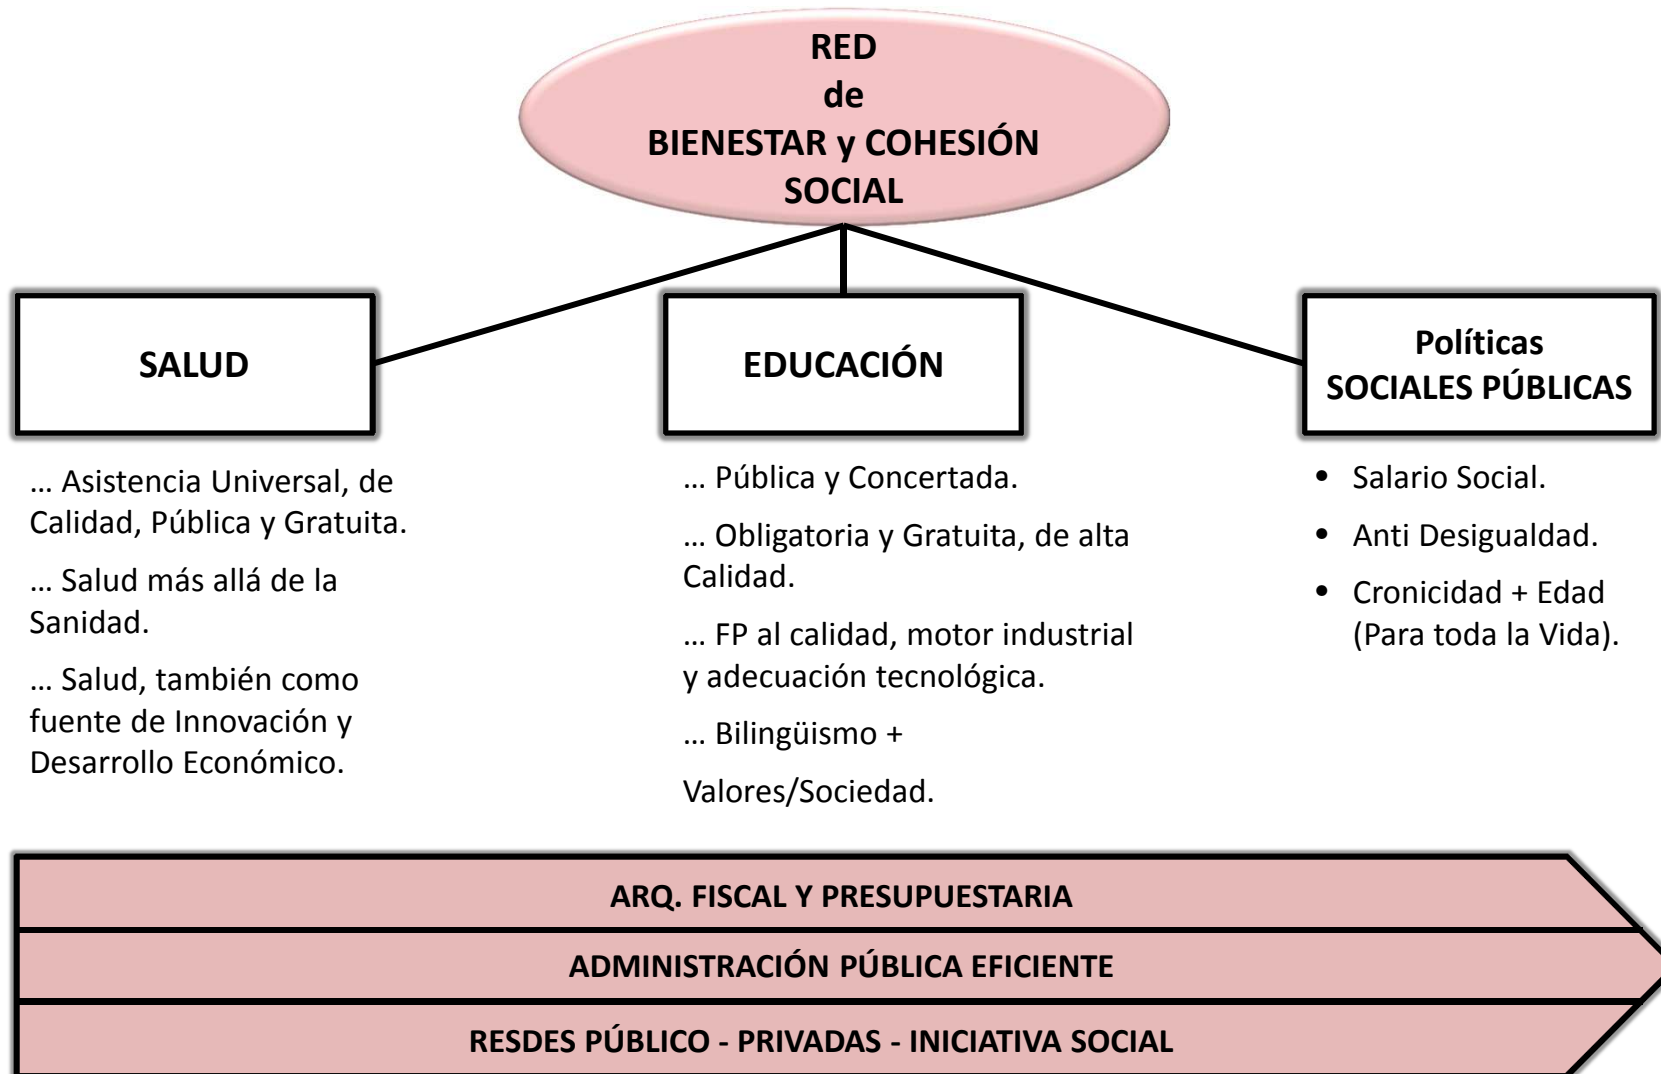 RED
de
BIENESTAR y COHESIÓN
SOCIAL
SALUD
EDUCACIÓN
Políticas
SOCIALES PÚBLICAS
... Asistencia Universal, de
Calidad, Pública y Gratuita.
... Salud más allá de la
Sanidad.
... Salud, también como
fuente de Innovación y
Desarrollo Económico.
... Pública y Concertada.
... Obligatoria y Gratuita, de alta
Calidad.
... FP al calidad, motor industrial
y adecuación tecnológica.
... Bilingüismo +
Valores/Sociedad.
• Salario Social.
• Anti Desigualdad.
• Cronicidad + Edad
(Para toda la Vida).
ARQ. FISCAL Y PRESUPUESTARIA
ADMINISTRACIÓN PÚBLICA EFICIENTE
RESDES PÚBLICO - PRIVADAS - INICIATIVA SOCIAL